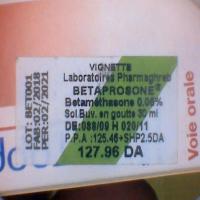 VIGNETTE
Laboratoires Pharmaghreb
BETAPROSONE®
Betaméthasone 0.05%
Sol.Buv. en goutte 30 ml
DE:088/09 H 020/11
P.P.A :125.46+SHP2.5DA
127.96 DA
LOT: BET001
FAB:02/2018
PER:02/2021
Voie orale